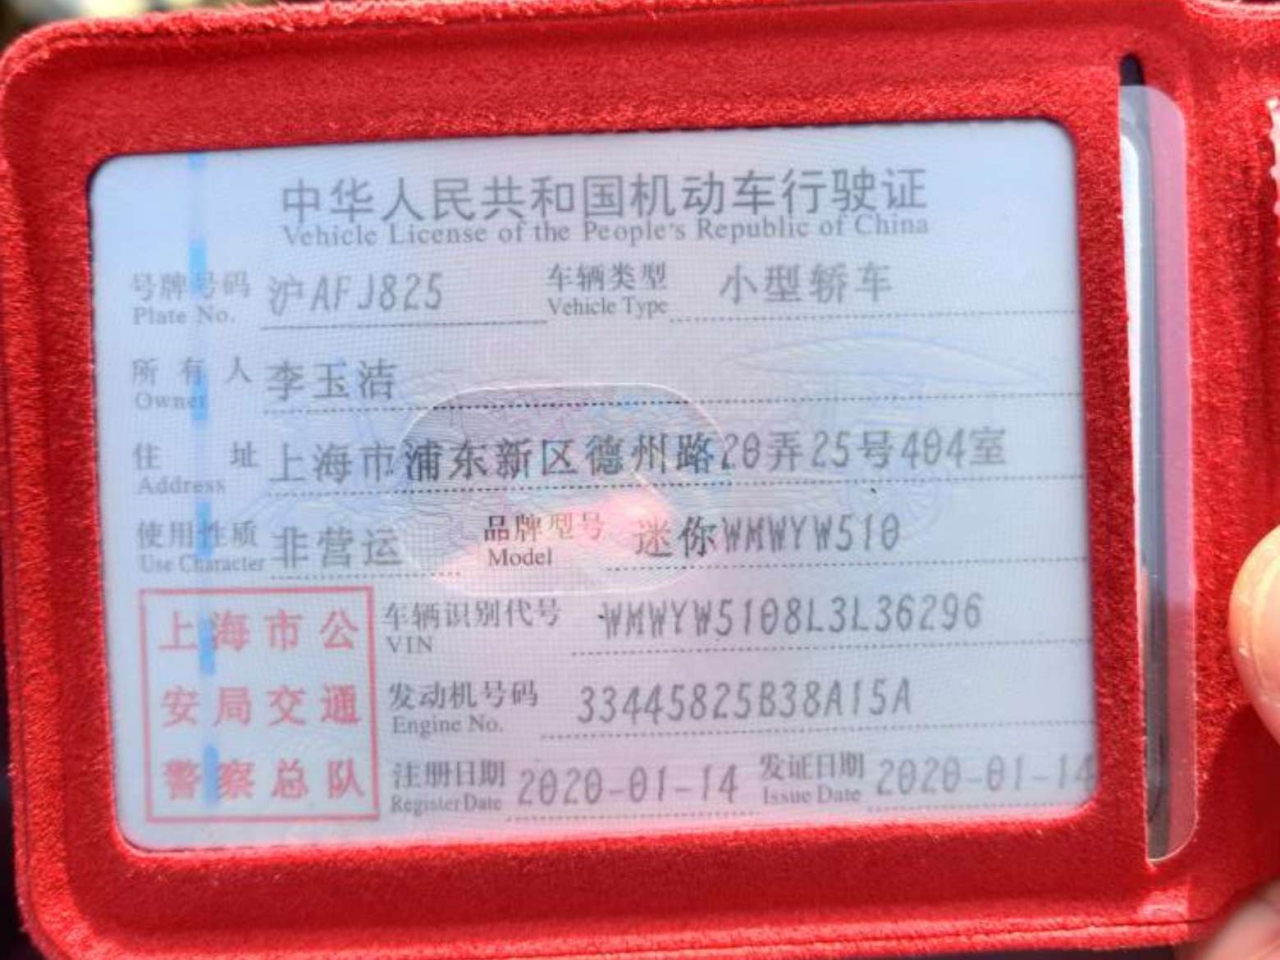 中华人民共和国机动车行驶证
Vehicle License of the People's Republic of China
号牌号码 沪AFJ825 车辆类型 小型轿车
Plate No. Vehicle Type
所有人 李玉洁
Owner
住址 上海市浦东新区德州路20弄25号404室
Address
使用性质 非营运 品牌型号 迷你WMWYW510
Use Character Model
上海市公
安局交通
警察总队
车辆识别代号 WMWYW5108L3L36296
VIN
发动机号码 33445825B38A15A
Engine No.
注册日期 2020-01-14 发证日期 2020-01-14
Register Date Issue Date